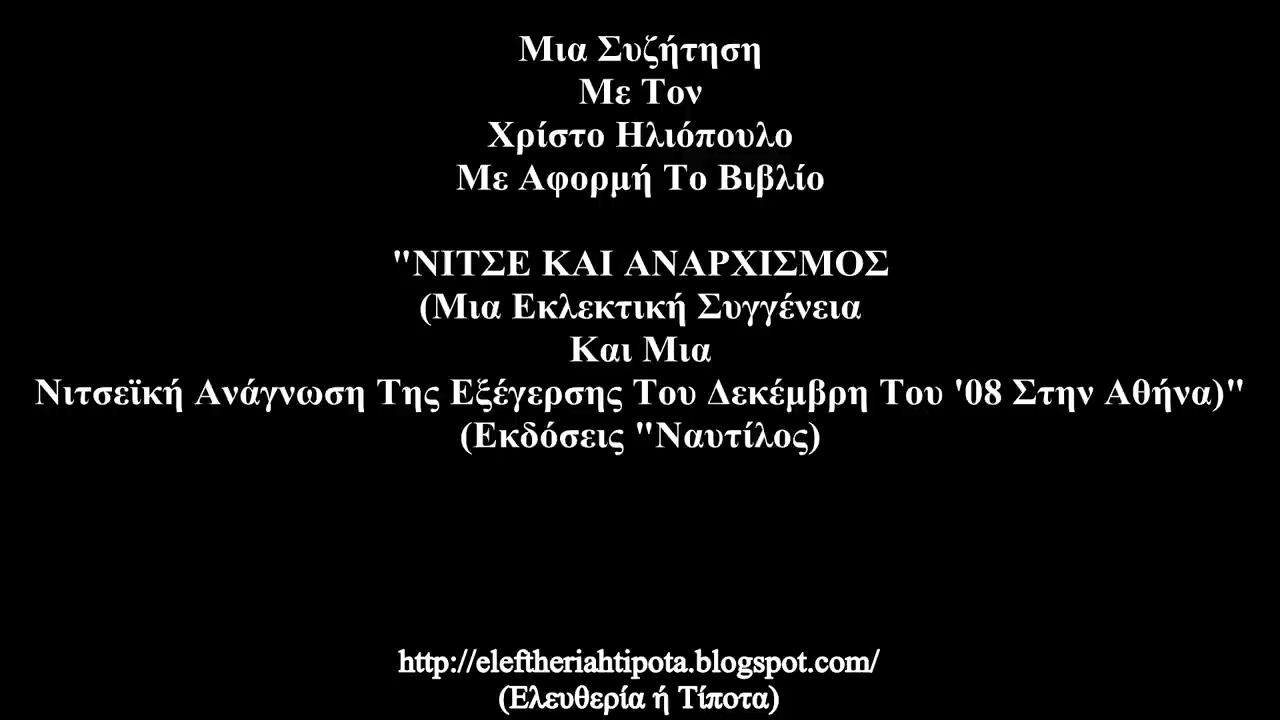 Μια Συζήτηση
Με Τον
Χρίστο Ηλιόπουλο
Με Αφορμή Το Βιβλίο
"ΝΙΤΣΕ ΚΑΙ ΑΝΑΡΧΙΣΜΟΣ
(Μια Εκλεκτική Συγγένεια
Και Μια
Νιτσεϊκή Ανάγνωση Της Εξέγερσης Του Δεκέμβρη Του '08 Στην Αθήνα)"
(Εκδόσεις "Ναυτίλος)
http://eleftheriahtipota.blogspot.com/
(Ελευθερία ή Τίποτα)